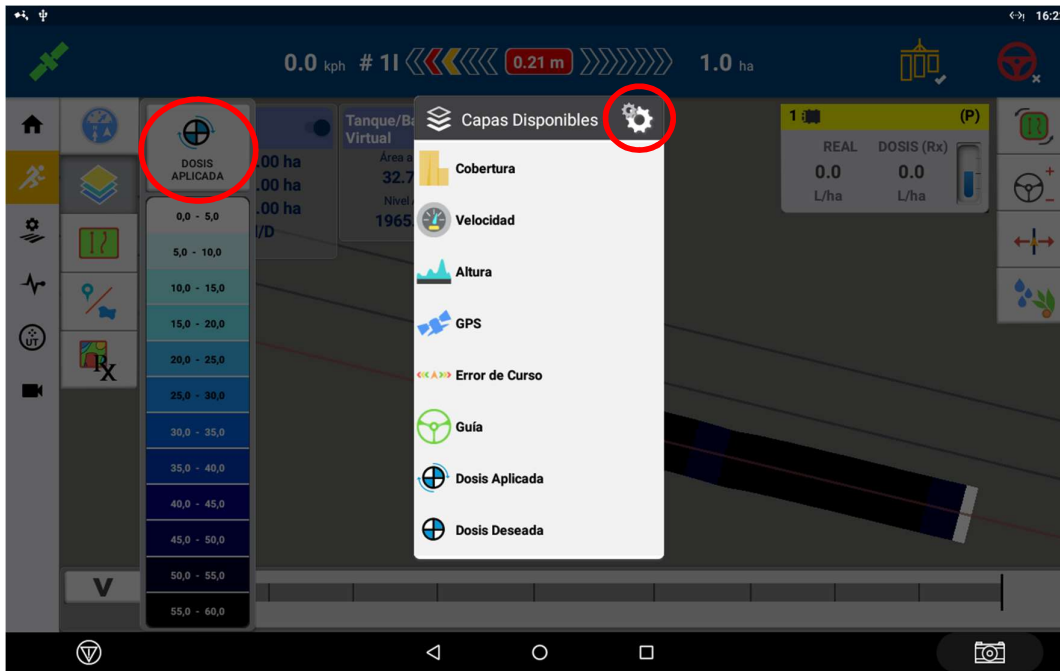 16:2
0.0 kph # 1I 0.21 m 1.0 ha
DOSIS
APLICADA
0,0 - 5,0
5,0 - 10,0
10,0 - 15,0
15,0 - 20,0
20,0 - 25,0
25,0 - 30,0
30,0 - 35,0
35,0 - 40,0
40,0 - 45,0
45,0 - 50,0
50,0 - 55,0
55,0 - 60,0
.00 ha
.00 ha
.00 ha
I/D
Tanque/Ba
Virtual
Área a
32.7
Nivel
1965.
Capas Disponibles
Cobertura
Velocidad
Altura
GPS
Error de Curso
Guía
Dosis Aplicada
Dosis Deseada
1 (P)
REAL DOSIS (Rx)
0.0 0.0
L/ha L/ha
UT
Rx
V